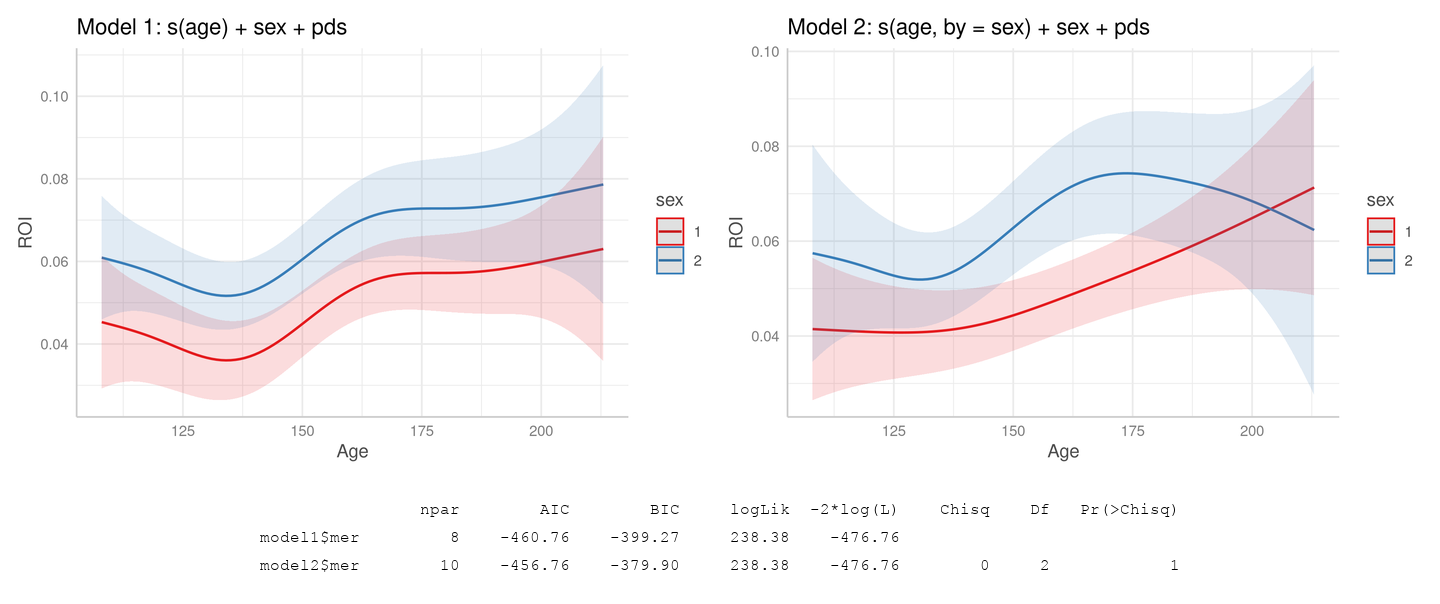 Model 1: s(age) + sex + pds
0.10
0.08
0.06
0.04
ROI
125 150 175 200
Age
sex
1
2
Model 2: s(age, by = sex) + sex + pds
0.10
0.08
0.06
0.04
ROI
125 150 175 200
Age
sex
1
2
npar AIC BIC logLik -2*log(L) Chisq Df Pr(>Chisq)
model1$mer 8 -460.76 -399.27 238.38 -476.76
model2$mer 10 -456.76 -379.90 238.38 -476.76 0 2 1